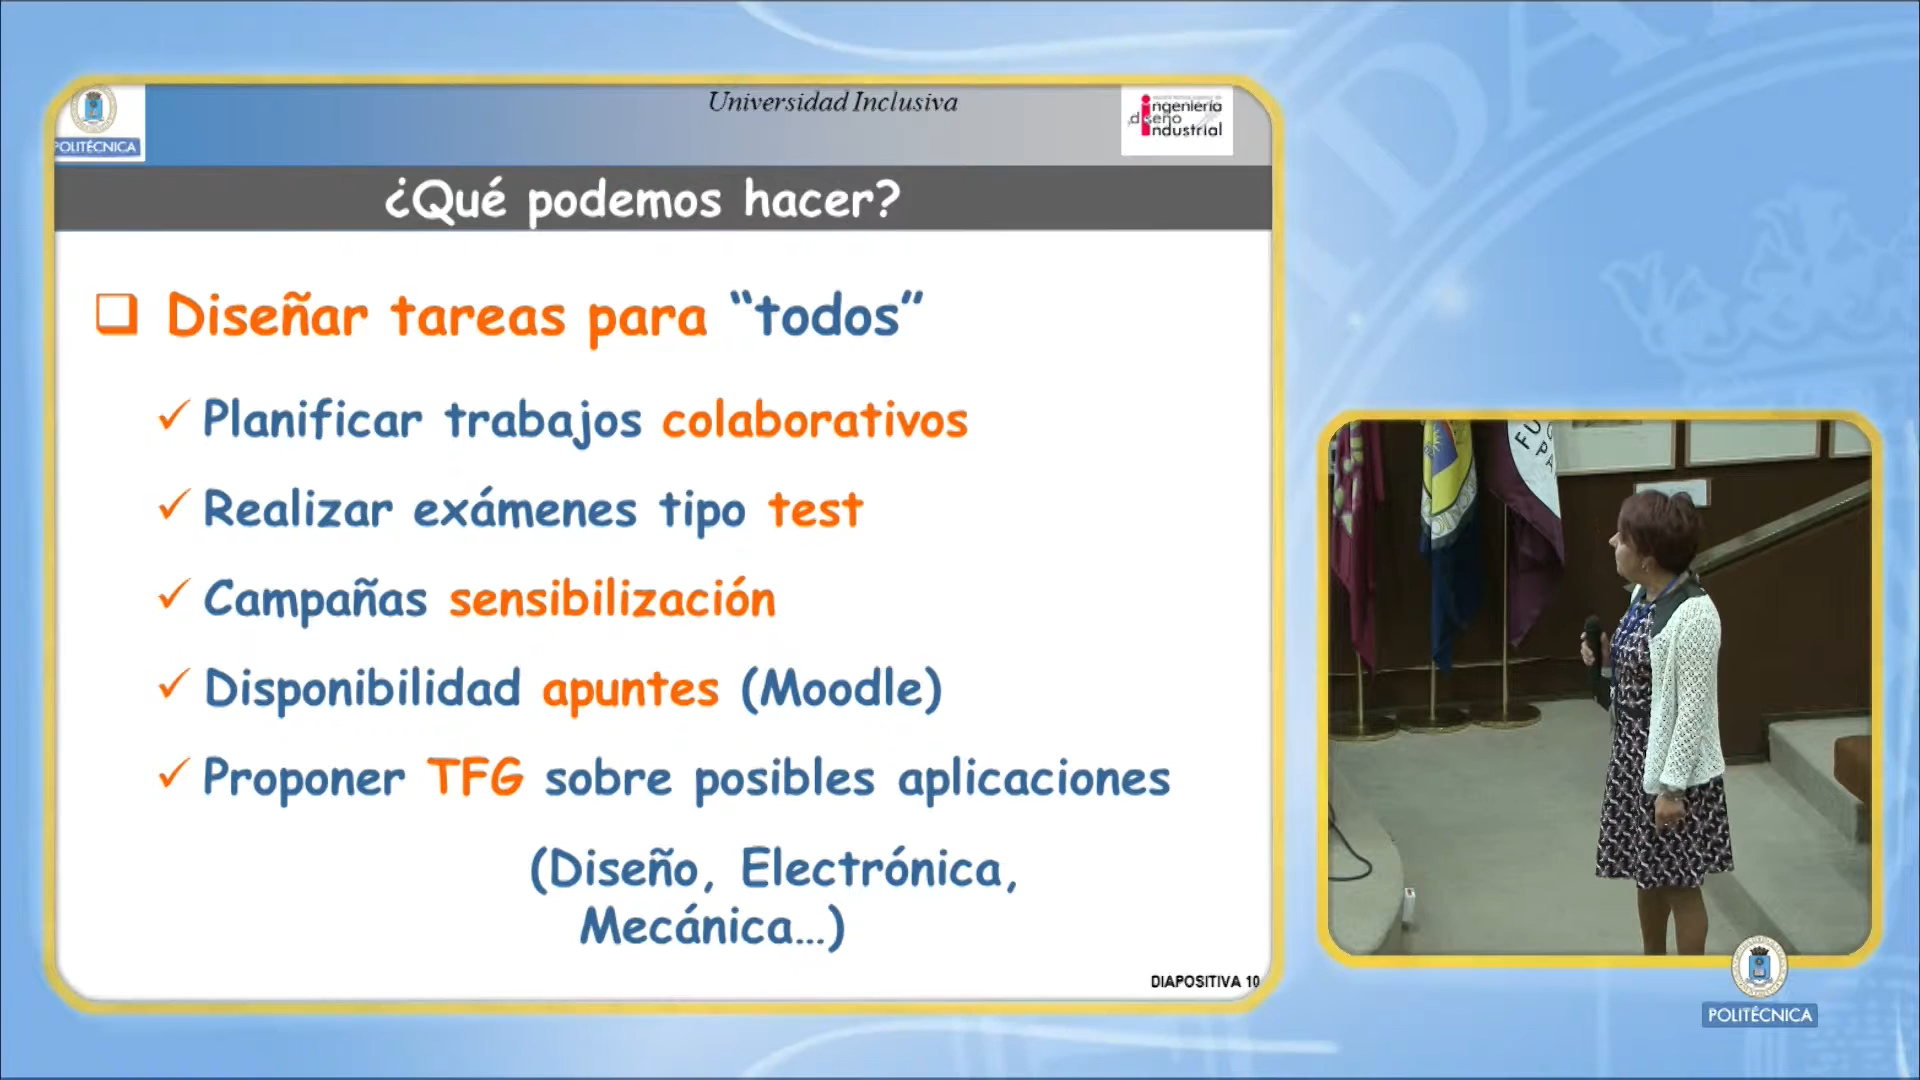 POLITÉCNICA
Universidad Inclusiva
ingeniería
diseño
industrial
¿Qué podemos hacer?
Diseñar tareas para “todos”
Planificar trabajos colaborativos
Realizar exámenes tipo test
Campañas sensibilización
Disponibilidad apuntes (Moodle)
Proponer TFG sobre posibles aplicaciones
(Diseño, Electrónica,
Mecánica...)
DIAPOSITIVA 10
POLITÉCNICA